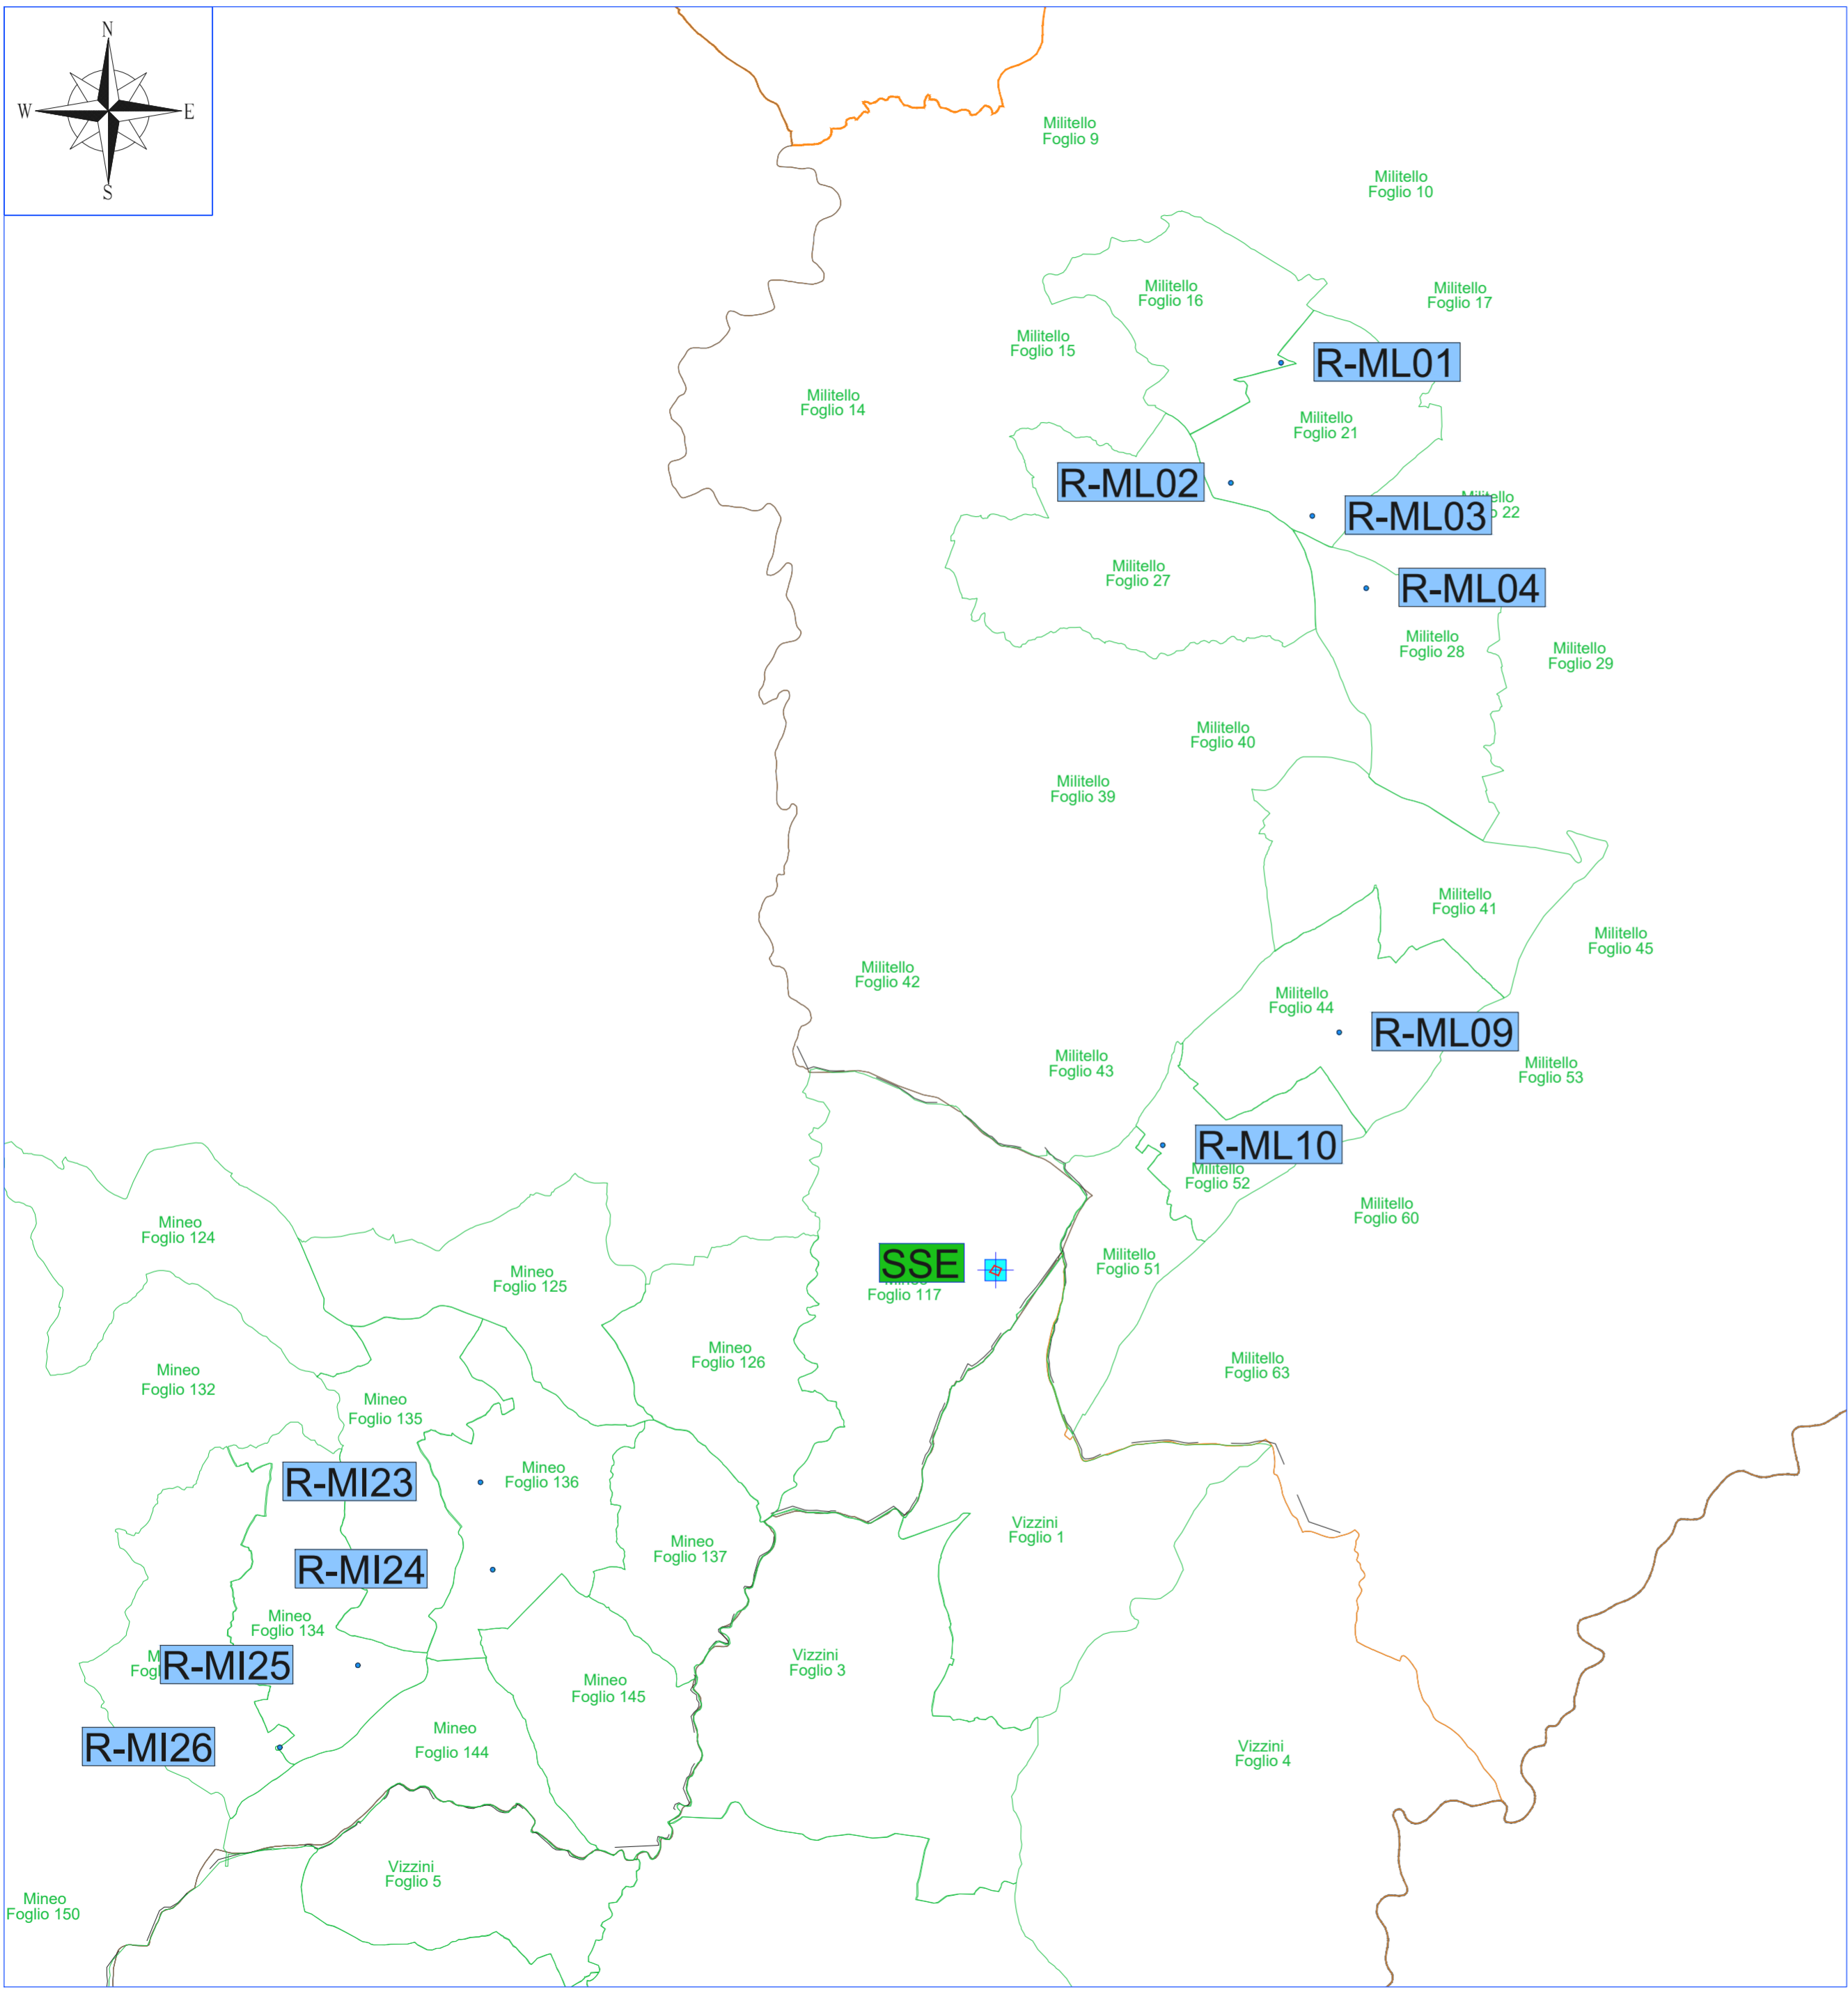 N
W
E
S
Militello
Foglio 9
Militello
Foglio 10
Militello
Foglio 16
Militello
Foglio 17
Militello
Foglio 15
R-ML01
Militello
Foglio 14
Militello
Foglio 21
R-ML02
R-ML03
22
Militello
Foglio 27
R-ML04
Militello
Foglio 28
Militello
Foglio 29
Militello
Foglio 40
Militello
Foglio 39
Militello
Foglio 41
Militello
Foglio 45
Militello
Foglio 42
Militello
Foglio 44
R-ML09
Militello
Foglio 43
Militello
Foglio 53
R-ML10
Militello
Foglio 52
Militello
Foglio 60
Mineo
Foglio 124
Mineo
Foglio 125
SSE
Foglio 117
Militello
Foglio 51
Mineo
Foglio 126
Militello
Foglio 63
Mineo
Foglio 132
Mineo
Foglio 135
R-MI23
Mineo
Foglio 136
Vizzini
Foglio 1
Mineo
Foglio 137
R-MI24
Mineo
Foglio 134
R-MI25
Vizzini
Foglio 3
Mineo
Foglio 145
Mineo
Foglio 144
R-MI26
Vizzini
Foglio 4
Vizzini
Foglio 5
Mineo
Foglio 150